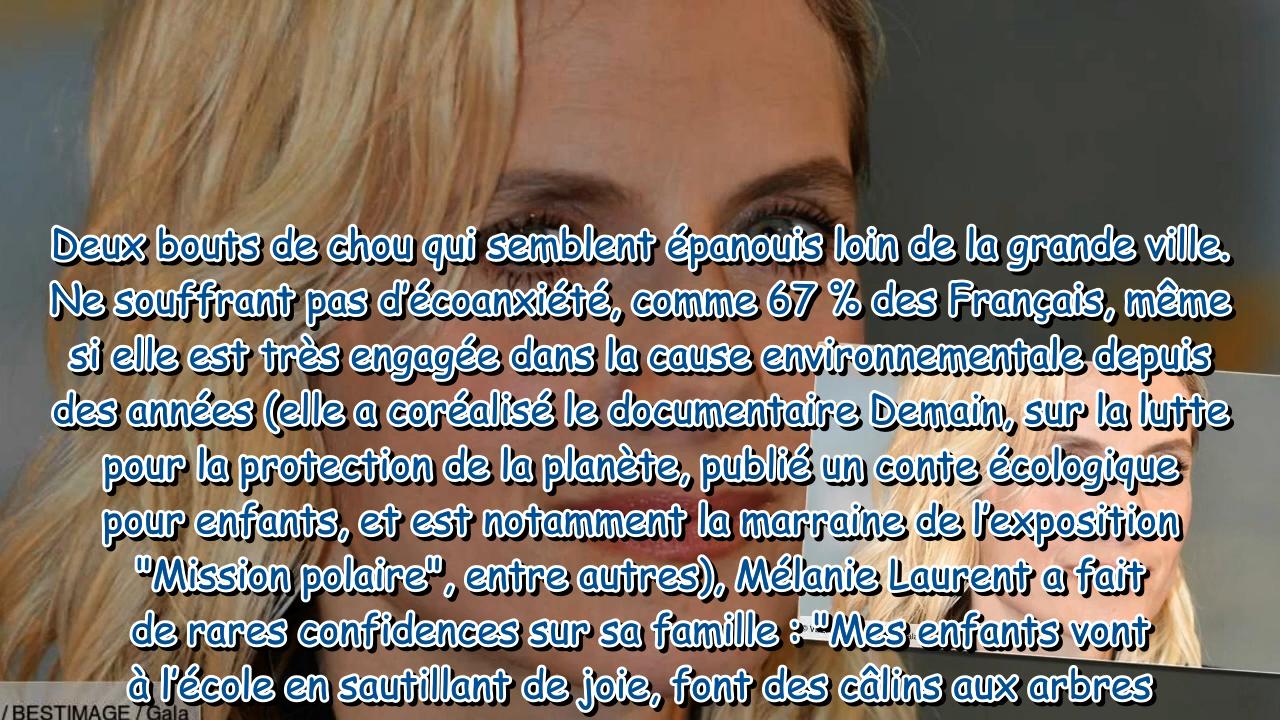 Deux bouts de chou qui semblent épanouis loin de la grande ville.
Ne souffrant pas d'écoanxiété, comme 67 % des Français, même
si elle est très engagée dans la cause environnementale depuis
des années (elle a coréalisé le documentaire Demain, sur la lutte
pour la protection de la planète, publié un conte écologique
pour enfants, et est notamment la marraine de l'exposition
"Mission polaire", entre autres), Mélanie Laurent a fait
de rares confidences sur sa famille : "Mes enfants vont
à l'école en sautillant de joie, font des câlins aux arbres
/ BESTIMAGE / Gala